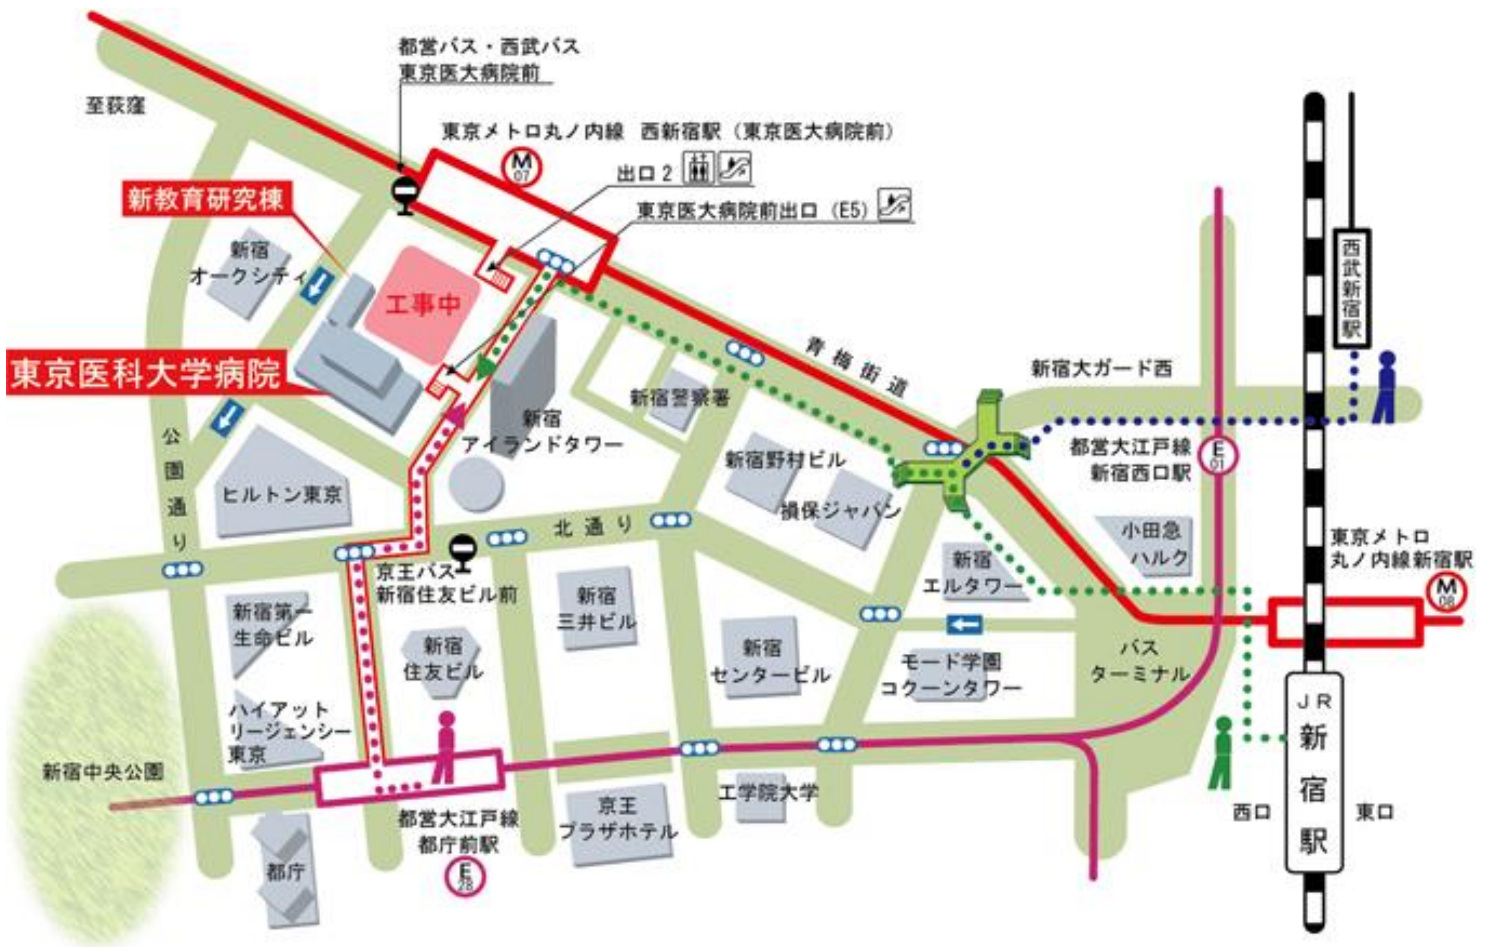 都営バス・西武バス
東京医大病院前
至荻窪
東京メトロ丸ノ内線 西新宿駅（東京医大病院前）
M
07
出口2
東京医大病院前出口（E5）
新教育研究棟
新宿
オークシティ
工事中
東京医科大学病院
青梅街道
西武新宿駅
新宿大ガード西
新宿警察署
新宿
アイランドタワー
公園通り
ヒルトン東京
新宿野村ビル
損保ジャパン
都営大江戸線
新宿西口駅
E
01
小田急
ハルク
東京メトロ
丸ノ内線新宿駅
M
08
北通り
京王バス
新宿住友ビル前
新宿
エルタワー
新宿第一
生命ビル
新宿
住友ビル
新宿
三井ビル
新宿
センタービル
モード学園
コクーンタワー
バス
ターミナル
ハイアット
リージェンシー
東京
新宿中央公園
都営大江戸線
都庁前駅
E
28
都庁
京王
プラザホテル
工学院大学
JR
新宿駅
西口
東口